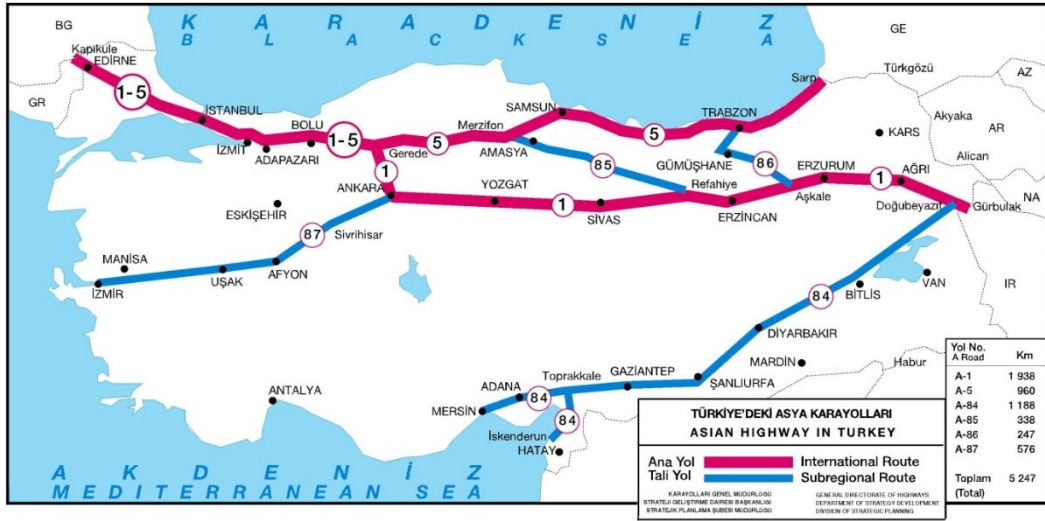 K A R A D E N İ Z
B L A C K S E A
BG
GE
Kapıkule
EDİRNE
Türkgözü
AZ
Sarp
1-5
GR
İSTANBUL
SAMSUN
TRABZON
Akyaka
BOLU
1-5
Merzifon
5
5
KARS
AR
İZMİT
ADAPAZARI
Gerede
AMASYA
GÜMÜŞHANE
Alican
85
86
1
ERZURUM
1
AĞRI
ANKARA
YOZGAT
Refahiye
Aşkale
NA
ESKİŞEHİR
1
SİVAS
ERZİNCAN
Doğubeyazıt
Gürbulak
87
Sivrihisar
MANİSA
UŞAK
AFYON
İZMİR
VAN
IR
84
BİTLİS
DİYARBAKIR
MARDİN
Habur
GAZİANTEP
Toprakkale
ŞANLIURFA
ADANA
84
ANTALYA
MERSİN
84
İskenderun
HATAY
A K D E N İ Z
MEDITERRANEAN SEA
TÜRKİYE'DEKİ ASYA KARAYOLLARI
ASIAN HIGHWAY IN TURKEY
Ana Yol International Route
Tali Yol Subregional Route
KARAYOLLARI GENEL MÜDÜRLÜĞÜ GENERAL DIRECTORATE OF HIGHWAYS
STRATEJİ GELİŞTİRME DAİRESİ BAŞKANLIĞI DEPARTMENT OF STRATEGY DEVELOPMENT
STRATEJİK PLANLAMA ŞUBESİ MÜDÜRLÜĞÜ DIVISION OF STRATEGIC PLANNING
Yol No. Km
A Road
A-1 1 938
A-5 960
A-84 1 188
A-85 338
A-86 247
A-87 576
Toplam 5 247
(Total)